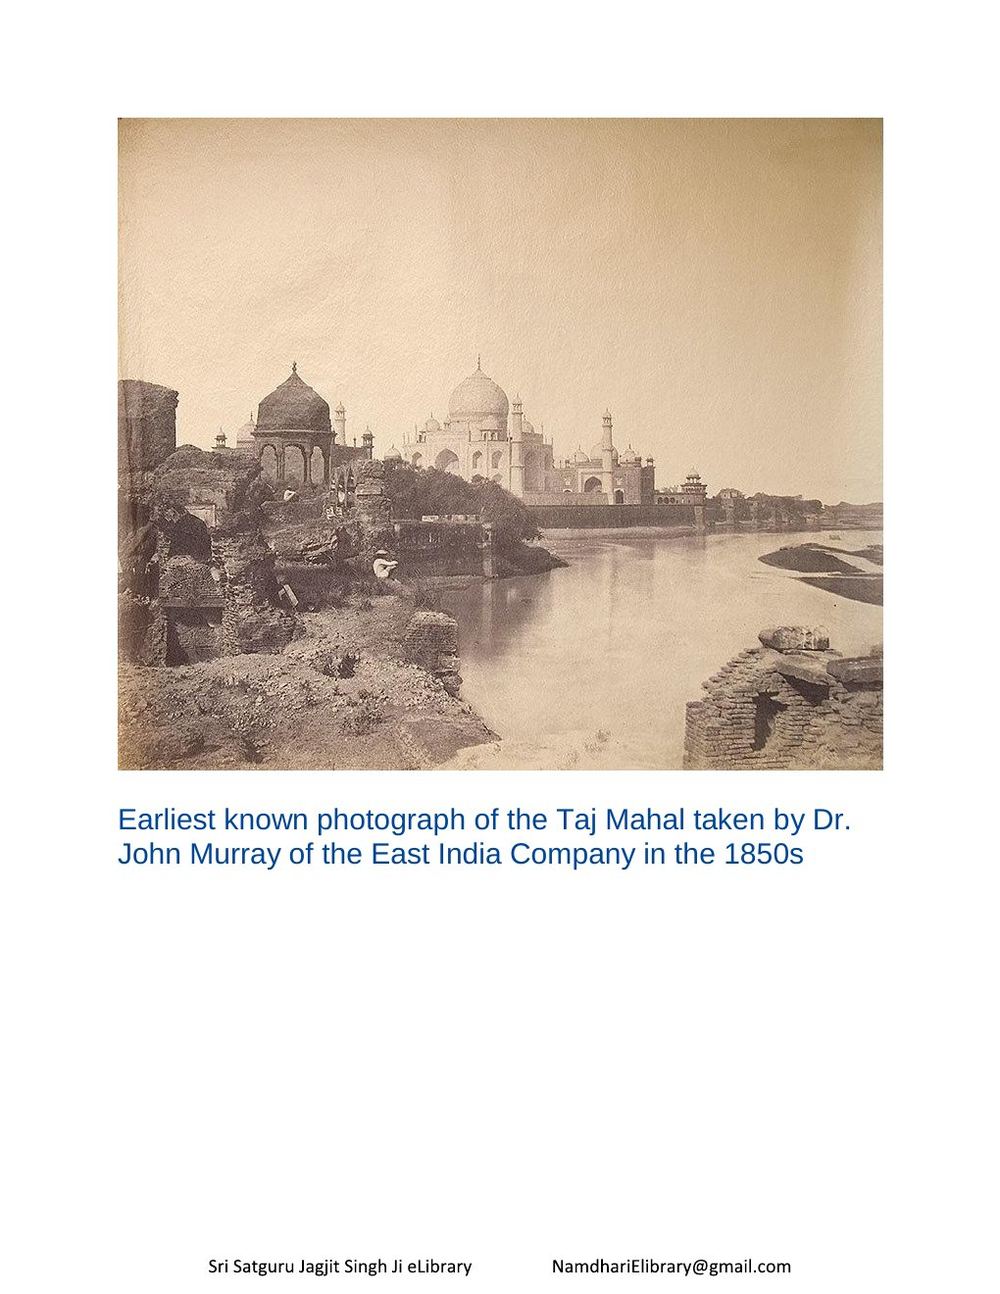 Earliest known photograph of the Taj Mahal taken by Dr.
John Murray of the East India Company in the 1850s
Sri Satguru Jagjit Singh Ji eLibrary NamdhariElibrary@gmail.com